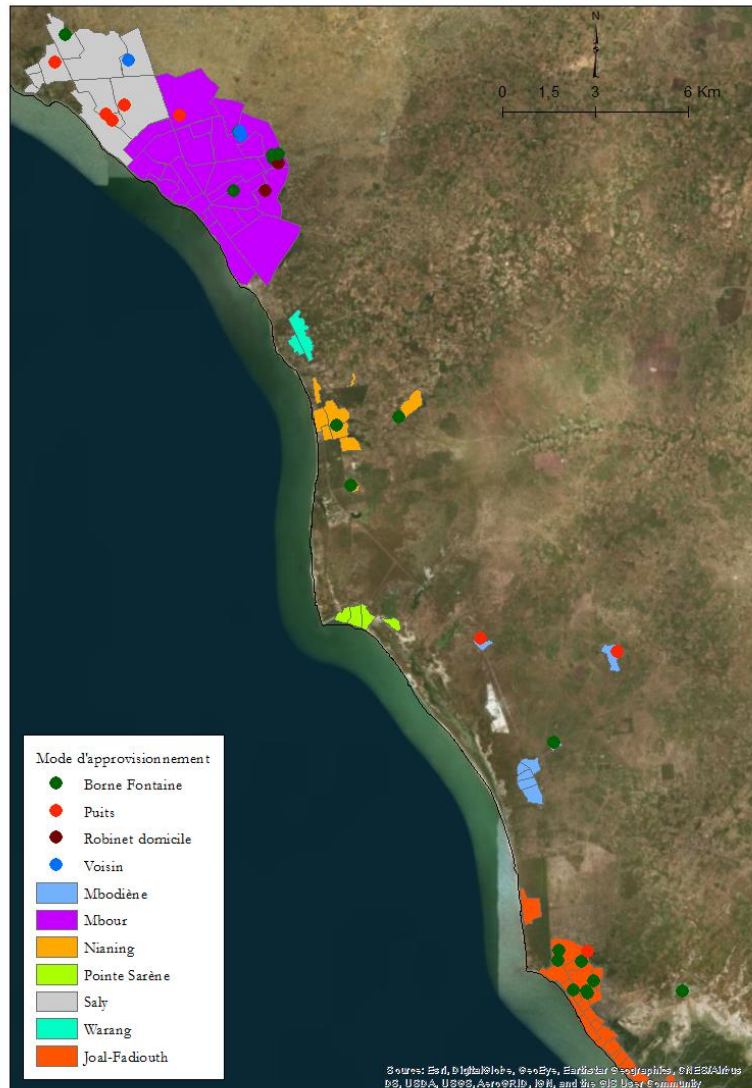 N
0 1,5 3 6 Km
Mode d'approvisionnement
Borne Fontaine
Puits
Robinet domicile
Voisin
Mbodiène
Mbour
Nianing
Pointe Sarène
Saly
Warang
Joal-Fadiouth
Source: Esri, DigitalGlobe, GeoEye, Earthstar Geographics, CNES/Airbus
DS, USDA, USGS, AeroGRID, IGN, and the GIS User Community